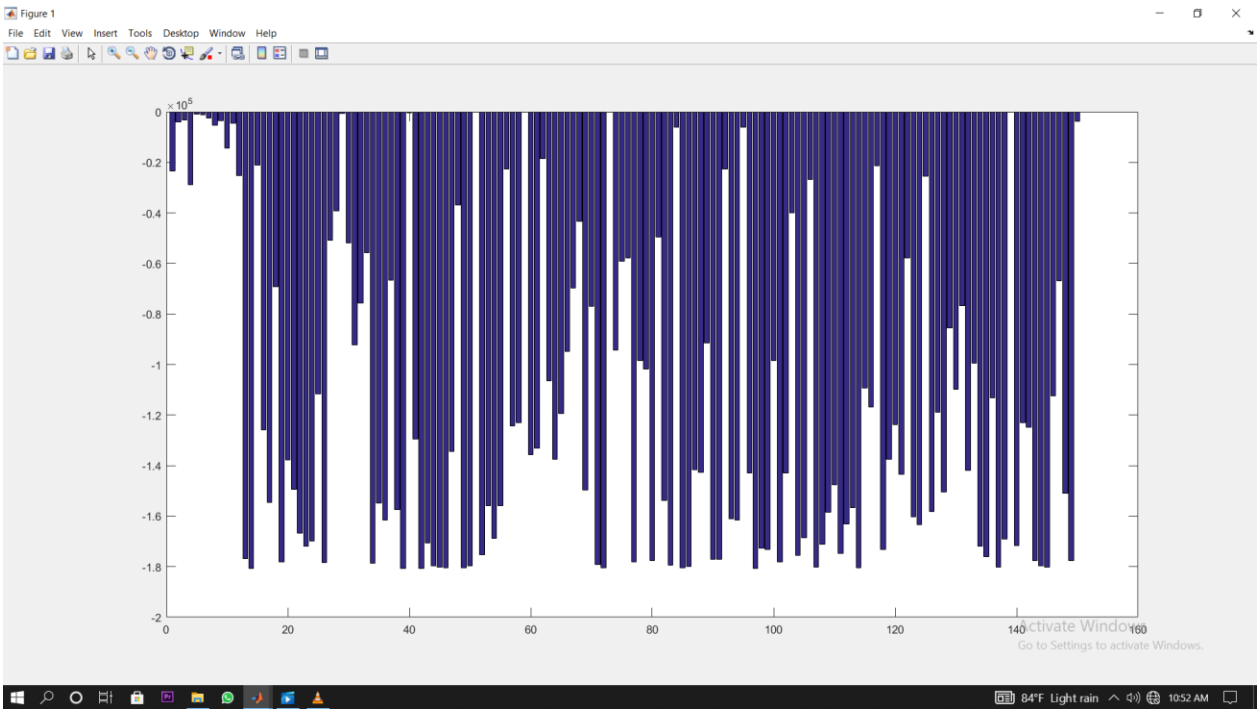 Figure 1
File Edit View Insert Tools Desktop Window Help
×10⁵
0
-0.2
-0.4
-0.6
-0.8
-1
-1.2
-1.4
-1.6
-1.8
-2
0 20 40 60 80 100 120 140 160
Activate Windows
Go to Settings to activate Windows.
Pr
84°F Light rain 10:52 AM